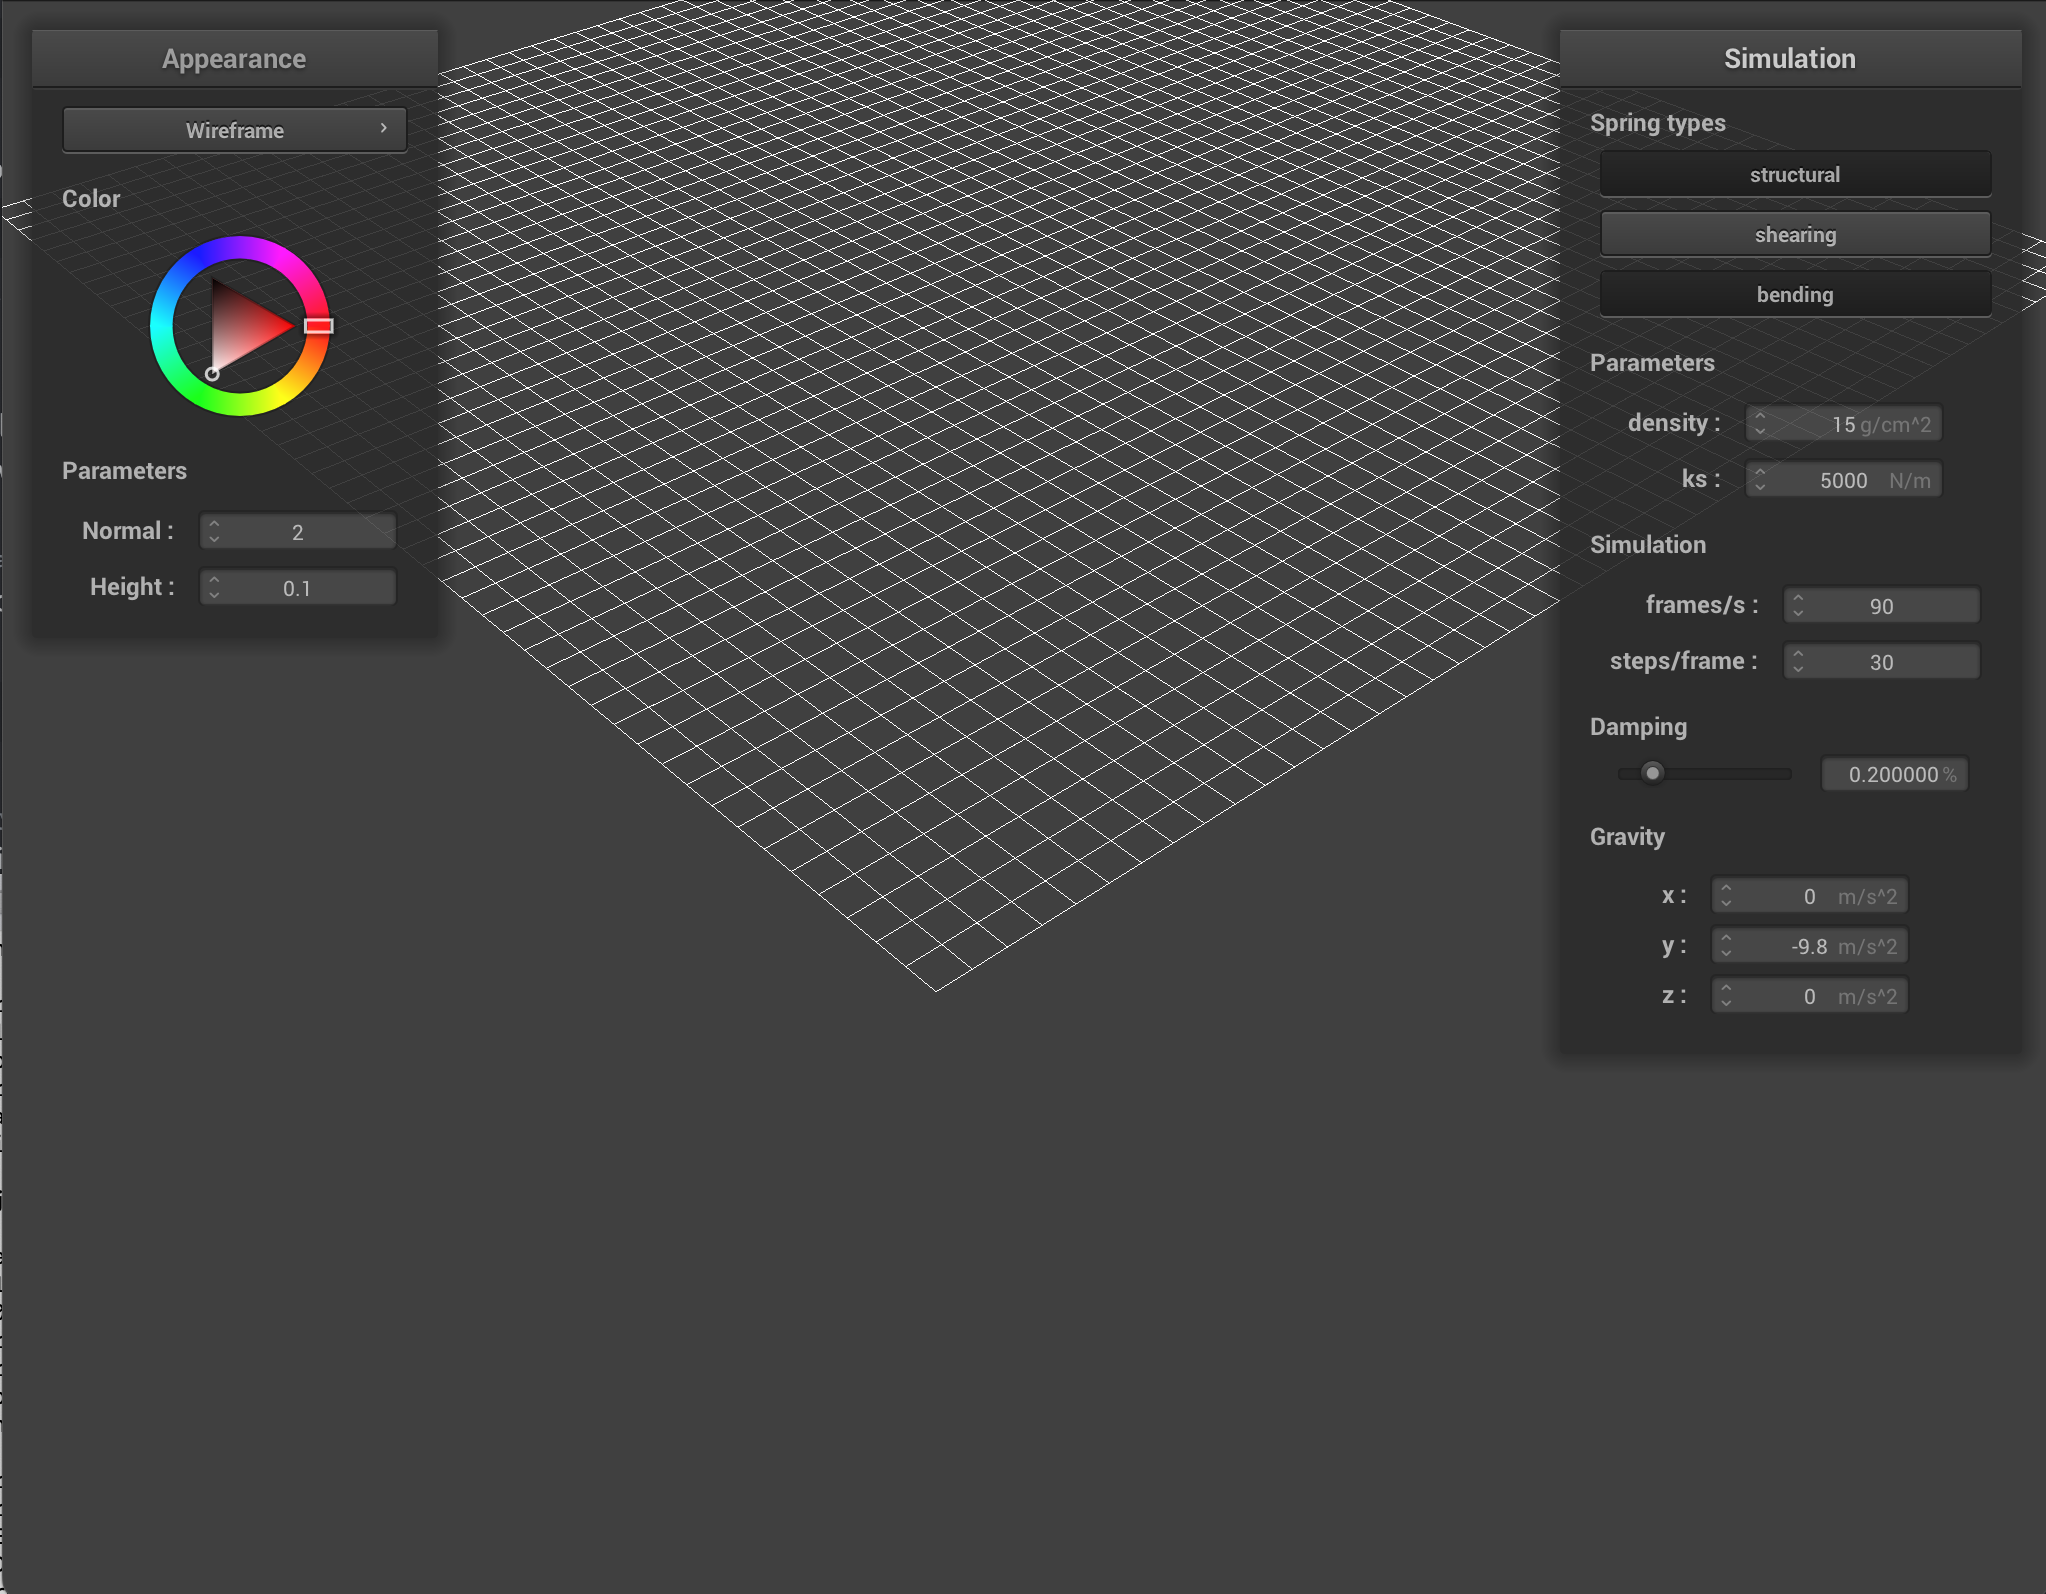 Appearance
Wireframe
Color
Parameters
Normal : 2
Height : 0.1
Simulation
Spring types
structural
shearing
bending
Parameters
density : 15 g/cm^2
ks : 5000 N/m
Simulation
frames/s : 90
steps/frame : 30
Damping
0.200000 %
Gravity
x : 0 m/s^2
y : -9.8 m/s^2
z : 0 m/s^2